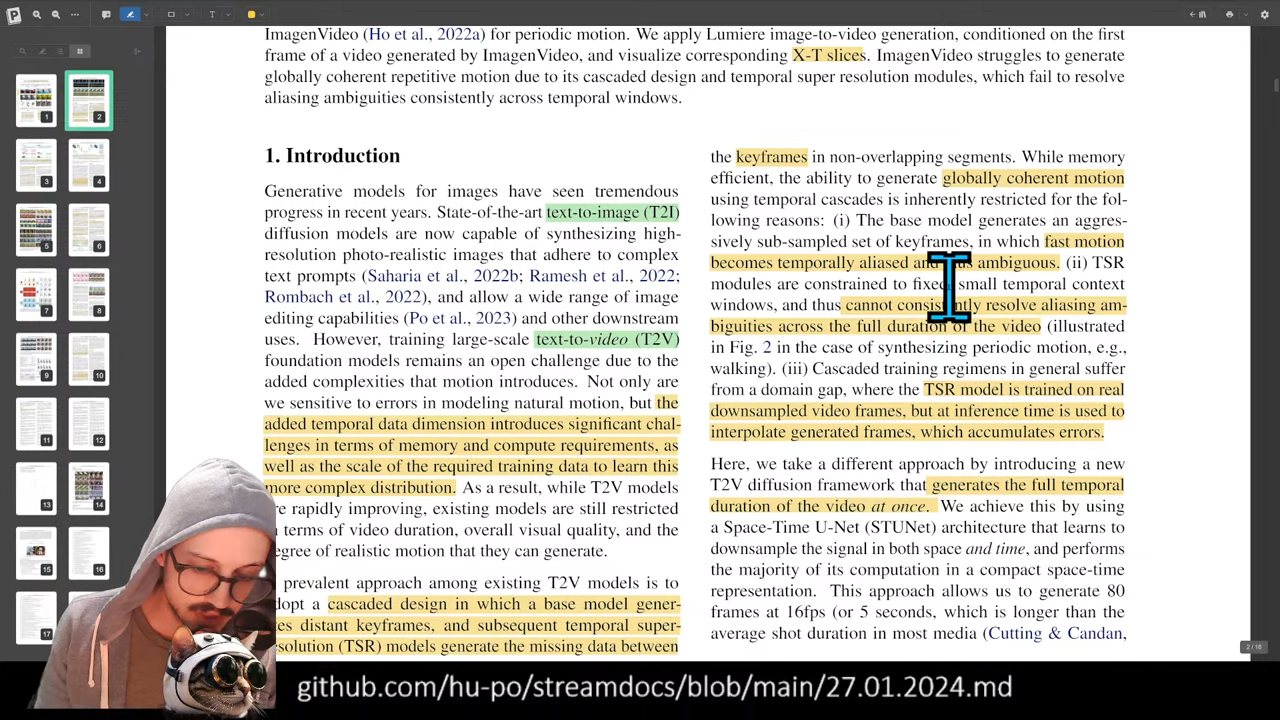 ImagenVideo (Ho et al., 2022a) for periodic motion. We apply Lumiere image-to-video generation, conditioned on the first
frame of a video generated by ImagenVideo, and visualize corresponding X-T slices. ImagenVideo struggles to generate
globally coherent repetitive motion due to its cascaded design and temporal super resolution modules, which fail to resolve
aliasing ambiguities consistently across temporal windows.
1. Introduction
Generative models for images have seen tremendous
progress in recent years. State-of-the-art text-to-image (T2I)
diffusion models are now capable of synthesizing high-
resolution photo-realistic images that adhere to complex
text prompts (Saharia et al., 2022; Ramesh et al., 2022;
Rombach et al., 2022), and allow a wide range of image
editing capabilities (Po et al., 2023) and other downstream
uses. However, training large-scale text-to-video (T2V)
foundation models remains an open challenge due to the
added complexities that motion introduces. Not only are
we sensitive to errors in modeling natural motion, but the
added temporal data dimension introduces significant chal-
lenges in terms of memory and compute requirements, as
well as the scale of the required training data to learn this
more complex distribution. As a result, while T2V models
re rapidly improving, existing models are still restricted
terms of video duration, overall visual quality, and the
egree of realistic motion that they can generate.
prevalent approach among existing T2V models is to
dopt a cascaded design in which a base model gener-
es distant keyframes, and subsequent temporal super-
solution (TSR) models generate the missing data between
the keyframes in non-overlapping segments. While memory
efficient, the ability to generate globally coherent motion
using temporal cascades is inherently restricted for the fol-
lowing reasons: (i) The base model generates an aggres-
sively sub-sampled set of keyframes, in which fast motion
becomes temporally aliased and ambiguous. (ii) TSR
modules are constrained to fixed, small temporal context
windows, and thus cannot consistently resolve aliasing am-
biguities across the full duration of the video (illustrated
in Fig. 2 in the case of synthesizing periodic motion, e.g.,
walking). (iii) Cascaded training regimens in general suffer
from a domain gap, where the TSR model is trained on real
downsampled video frames, but at inference time is used to
interpolate generated frames, which accumulates errors.
Here, we take a different approach by introducing a new
T2V diffusion framework that generates the full temporal
duration of the video at once. We achieve this by using
a Space-Time U-Net (STUNet) architecture that learns to
downsample the signal in both space and time, and performs
the majority of its computation in a compact space-time
representation. This approach allows us to generate 80
frames at 16fps (or 5 seconds, which is longer than the
average shot duration in most media (Cutting & Candan,
1
2
3
4
5
6
7
8
9
10
11
12
13
14
15
16
17
2 / 18
github.com/hu-po/streamdocs/blob/main/27.01.2024.md